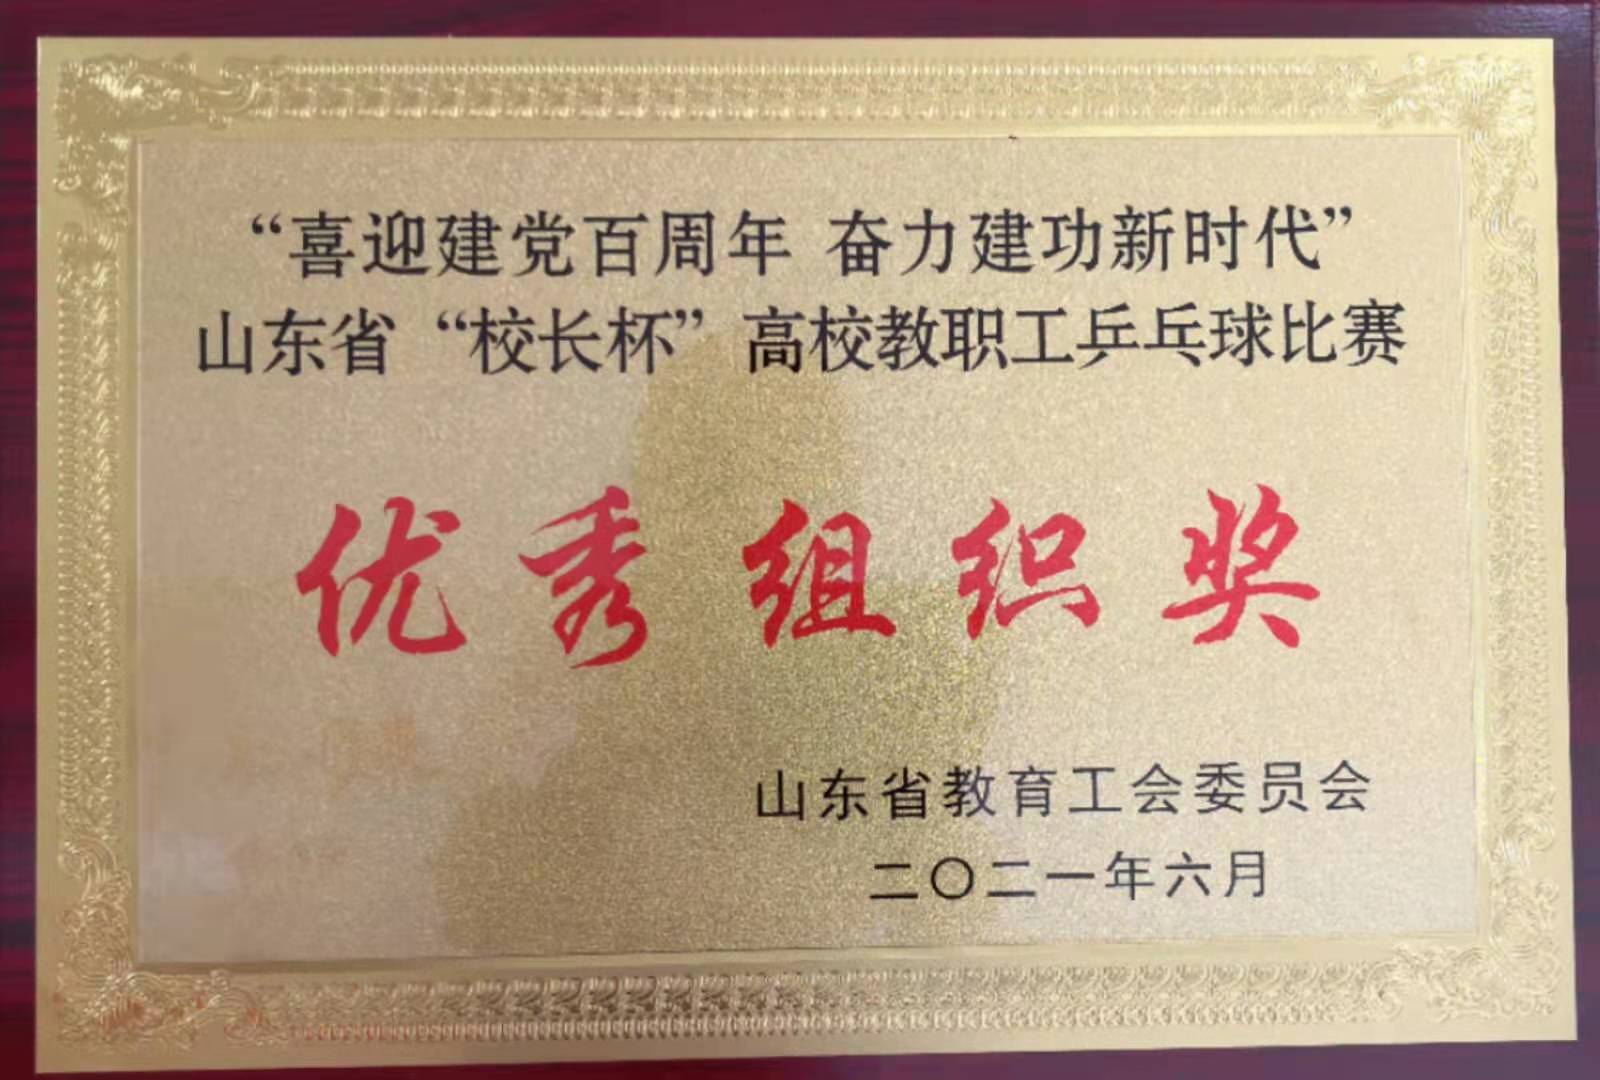 “喜迎建党百周年 奋力建功新时代”
山东省“校长杯”高校教职工乒乓球比赛
优秀组织奖
山东省教育工会委员会
二〇二一年六月